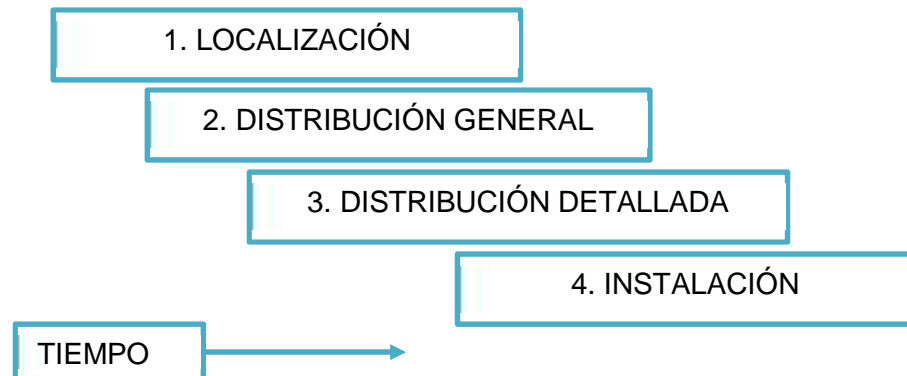 1. LOCALIZACIÓN
2. DISTRIBUCIÓN GENERAL
3. DISTRIBUCIÓN DETALLADA
4. INSTALACIÓN
TIEMPO